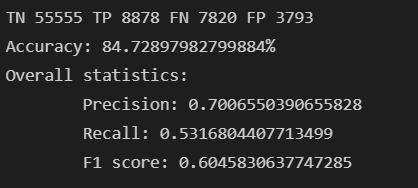 TN 55555 TP 8878 FN 7820 FP 3793
Accuracy: 84.72897982799884%
Overall statistics:
Precision: 0.7006550390655828
Recall: 0.5316804407713499
F1 score: 0.6045830637747285